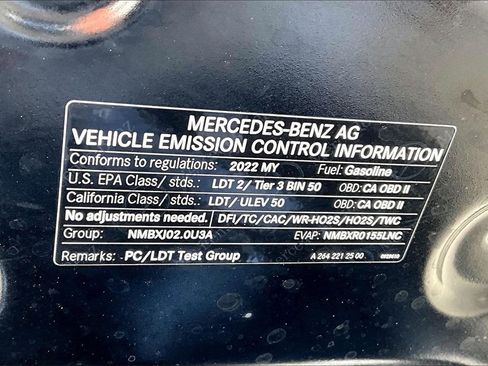 MERCEDES-BENZ AG
VEHICLE EMISSION CONTROL INFORMATION
Conforms to regulations: 2022 MY Fuel: Gasoline
U.S. EPA Class/ stds.: LDT 2/ Tier 3 BIN 50 OBD: CA OBD II
California Class/ stds.: LDT/ ULEV 50 OBD: CA OBD II
No adjustments needed. DFI/TC/CAC/WR-HO2S/HO2S/TWC
Group: NMBXJ02.0U3A EVAP: NMBXR0155LNC
Remarks: PC/LDT Test Group A 264 221 25 00